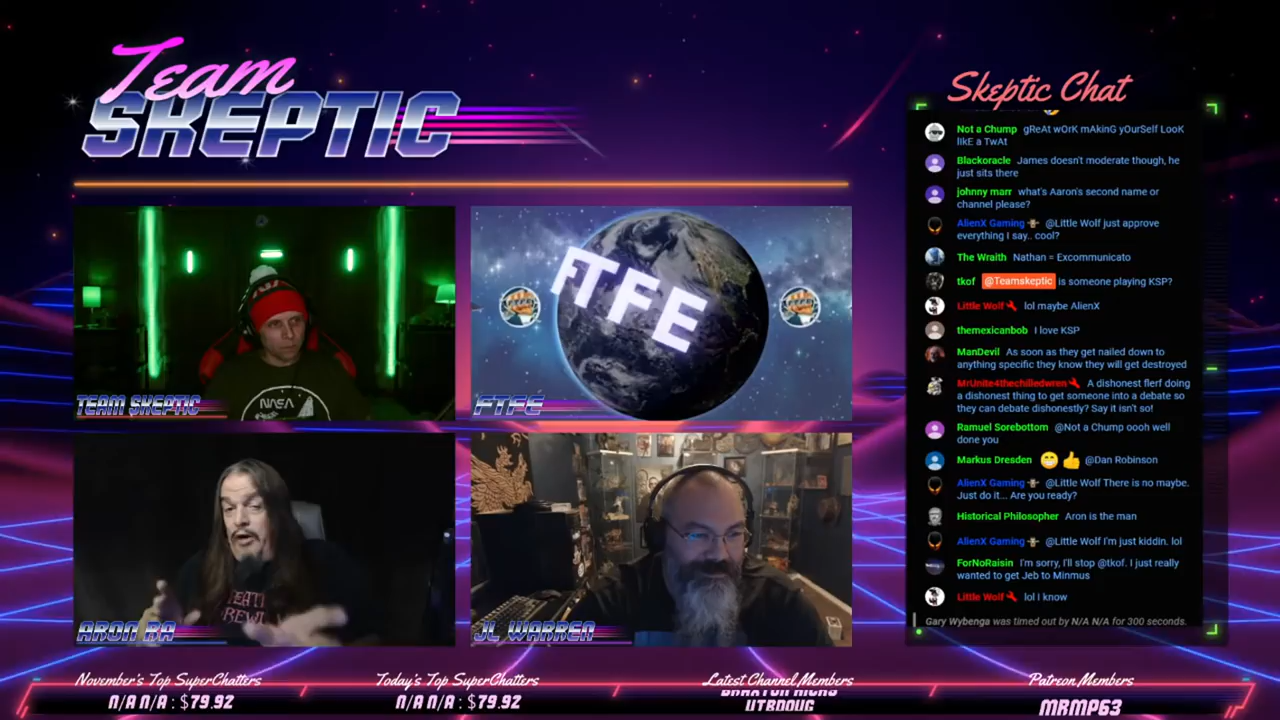 Team
SKEPTIC
Skeptic Chat
Not a Chump gReAt wOrK mAkinG yOurSelf LooK
likE a TwAt
Blackoracle James doesn't moderate though, he
just sits there
johnny marr what's Aaron's second name or
channel please?
AlienX Gaming @Little Wolf just approve
everything I say.. cool?
The Wraith Nathan = Excommunicato
tkof @Teamskeptic is someone playing KSP?
Little Wolf lol maybe AlienX
themexicanbob I love KSP
ManDevil As soon as they get nailed down to
anything specific they know they will get destroyed
MrUnite4thechilledwren A dishonest flerf doing
a dishonest thing to get someone into a debate so
they can debate dishonestly? Say it isn't so!
Ramuel Sorebottom @Not a Chump oooh well
done you
Markus Dresden 😁👍 @Dan Robinson
AlienX Gaming @Little Wolf There is no maybe.
Just do it... Are you ready?
Historical Philosopher Aron is the man
AlienX Gaming @Little Wolf I'm just kiddin. lol
ForNoRaisin I'm sorry, I'll stop @tkof. I just really
wanted to get Jeb to Minmus
Little Wolf lol I know
Gary Wybenga was timed out by N/A N/A for 300 seconds.
NASA
TEAM SKEPTIC
FTFE
FTFE
ARON RA
JL WARREN
November's Top SuperChatters
N/A N/A : $79.92
Today's Top SuperChatters
N/A N/A : $79.92
Latest Channel Members
BRAXTON HICKS
UTBDOUG
Patreon Members
MRMP63